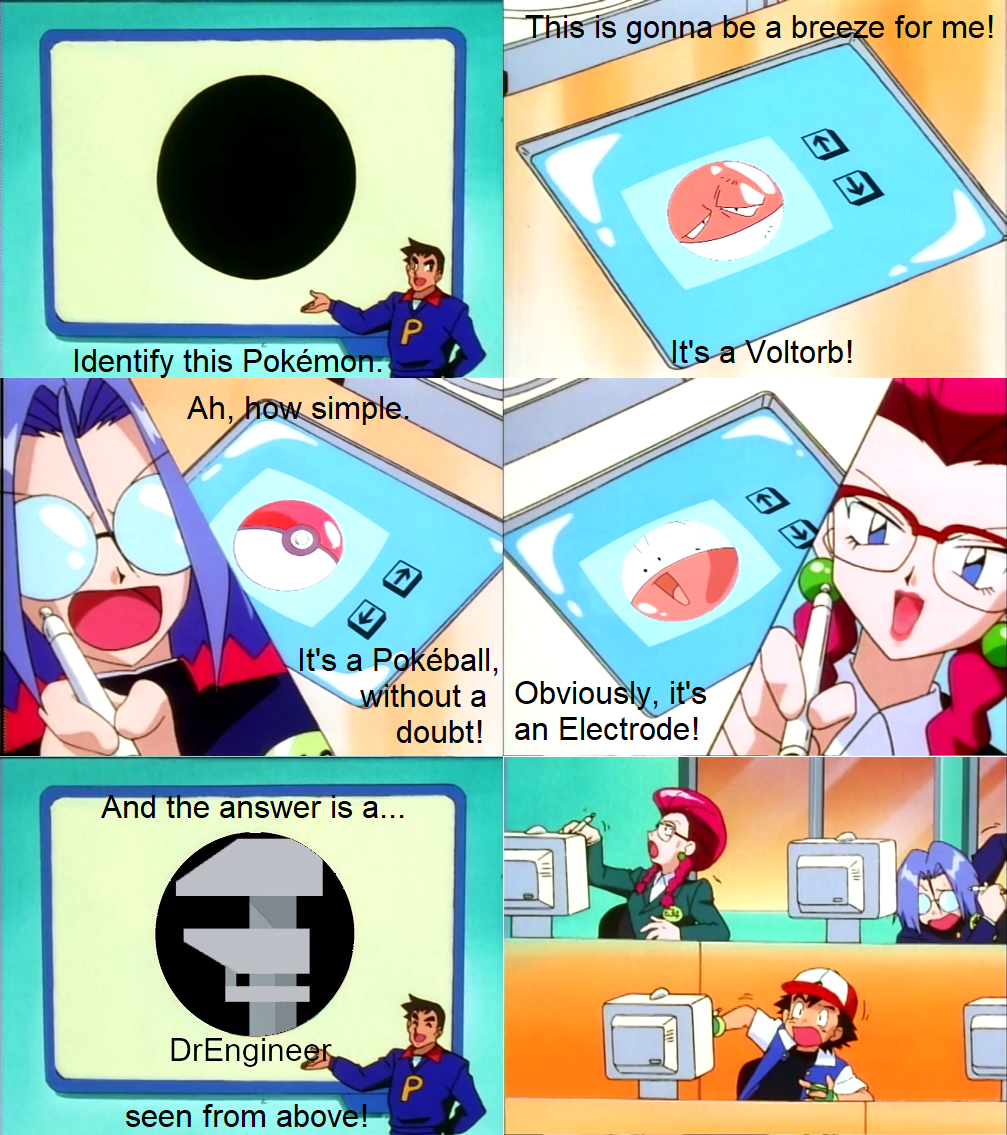 Identify this Pokémon.
P
This is gonna be a breeze for me!
It's a Voltorb!
Ah, how simple.
It's a Pokéball,
without a
doubt!
Obviously, it's
an Electrode!
And the answer is a...
DrEngineer
P
seen from above!